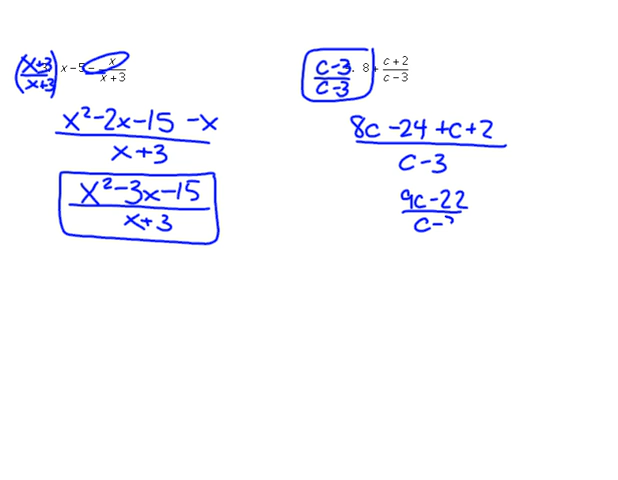 (x+3 / x+3) x – 5 – x / x + 3
x² - 2x - 15 - x
x + 3
x² - 3x - 15
x + 3
c - 3 / c - 3 . 8 + c + 2 / c – 3
8c - 24 + c + 2
c - 3
9c - 22
c -